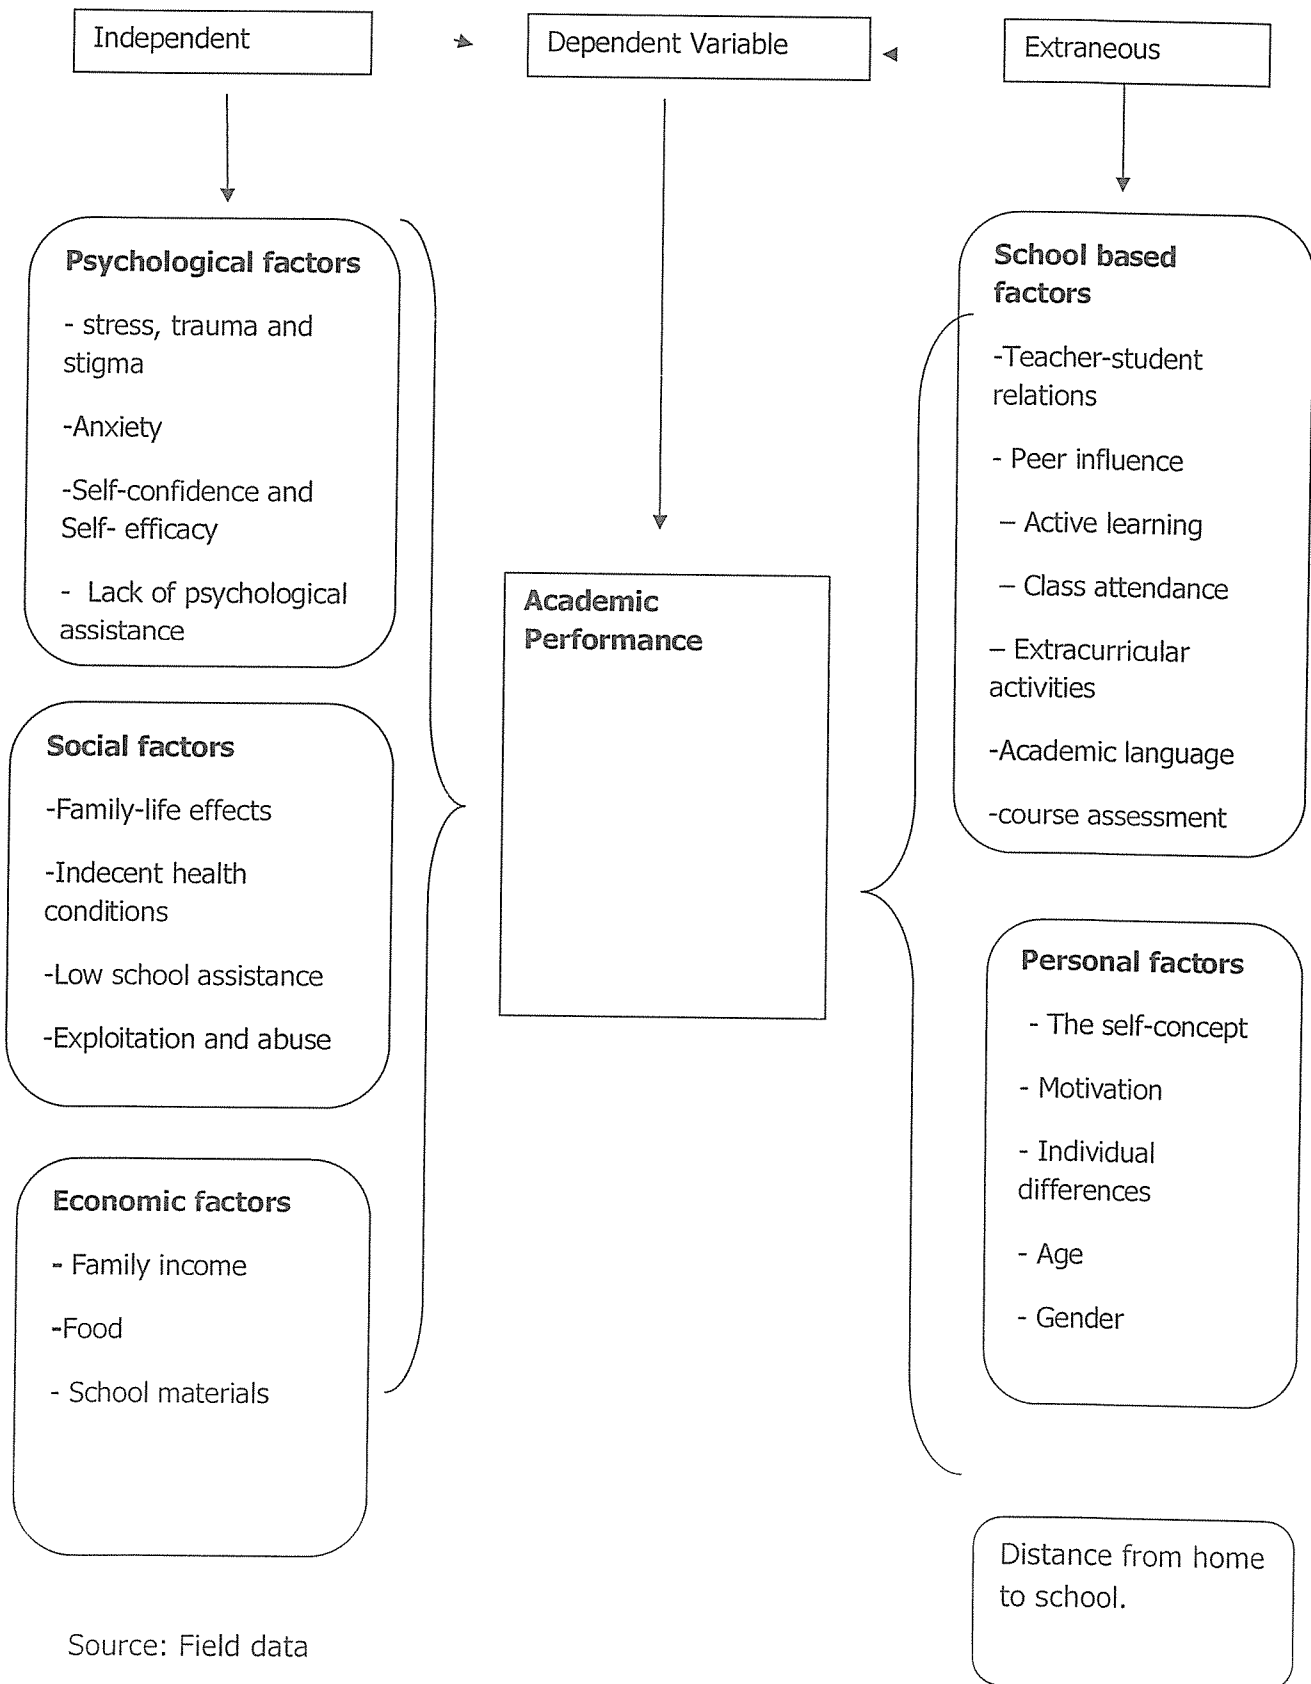 Independent
Dependent Variable
Extraneous
Psychological factors
- stress, trauma and
stigma
-Anxiety
-Self-confidence and
Self- efficacy
- Lack of psychological
assistance
Social factors
-Family-life effects
-Indecent health
conditions
-Low school assistance
-Exploitation and abuse
Economic factors
- Family income
-Food
- School materials
Academic
Performance
School based
factors
-Teacher-student
relations
- Peer influence
– Active learning
– Class attendance
– Extracurricular
activities
-Academic language
-course assessment
Personal factors
- The self-concept
- Motivation
- Individual
differences
- Age
- Gender
Distance from home
to school.
Source: Field data